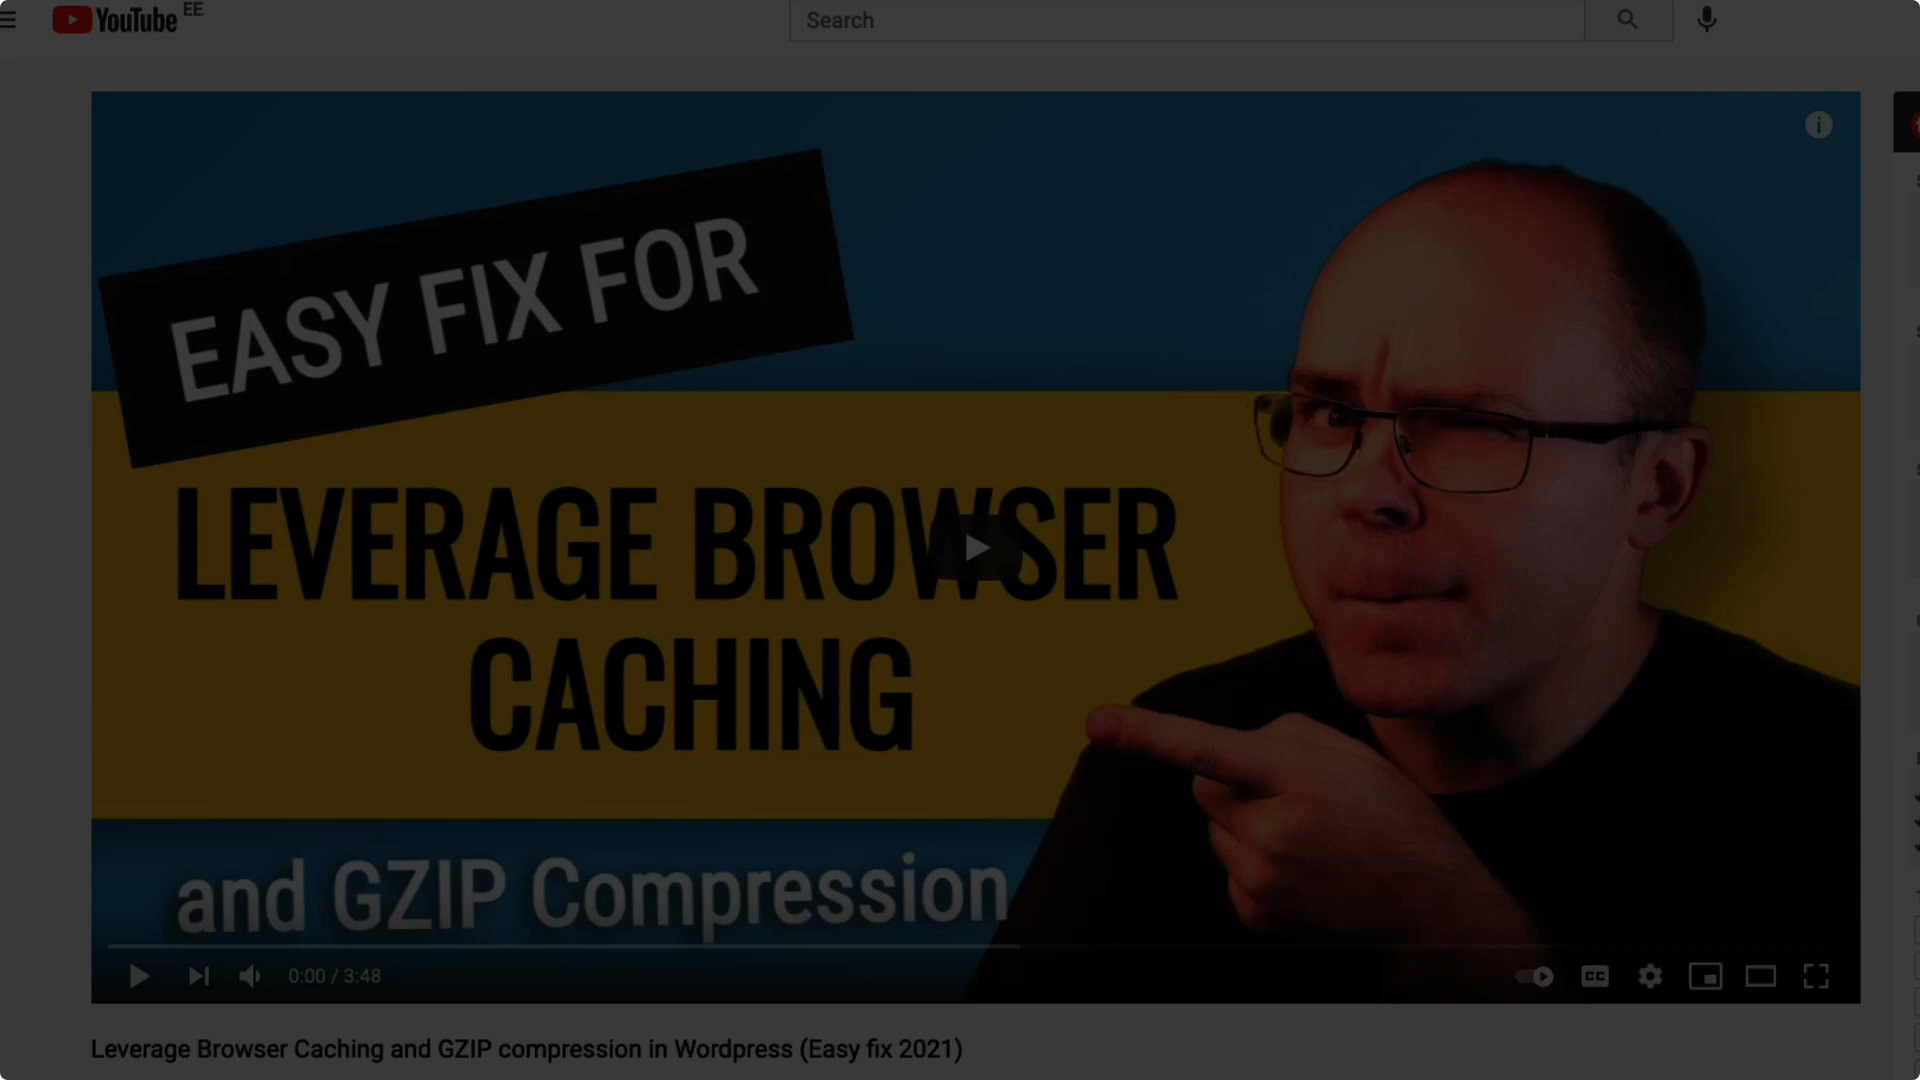 YouTube EE
Search
EASY FIX FOR
LEVERAGE BROWSER
CACHING
and GZIP Compression
0:00 / 3:48
CC
Leverage Browser Caching and GZIP compression in Wordpress (Easy fix 2021)